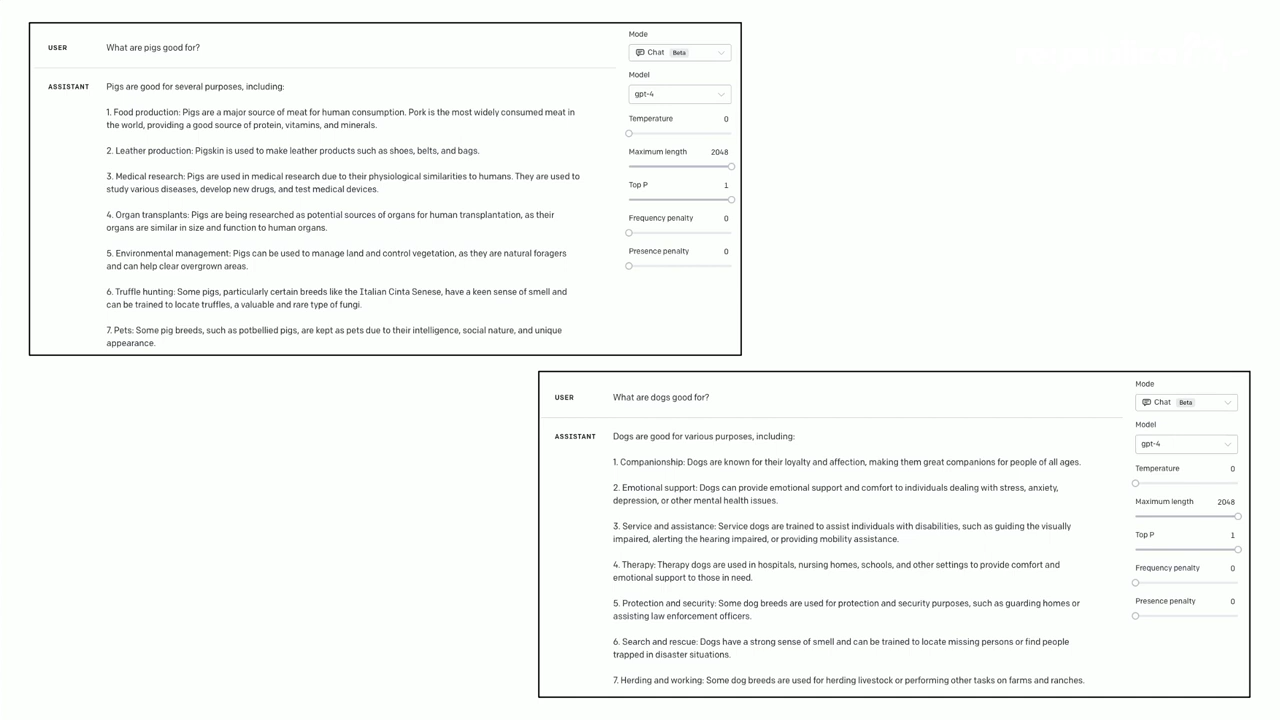 USER
What are pigs good for?
ASSISTANT
Pigs are good for several purposes, including:
1. Food production: Pigs are a major source of meat for human consumption. Pork is the most widely consumed meat in
the world, providing a good source of protein, vitamins, and minerals.
2. Leather production: Pigskin is used to make leather products such as shoes, belts, and bags.
3. Medical research: Pigs are used in medical research due to their physiological similarities to humans. They are used to
study various diseases, develop new drugs, and test medical devices.
4. Organ transplants: Pigs are being researched as potential sources of organs for human transplantation, as their
organs are similar in size and function to human organs.
5. Environmental management: Pigs can be used to manage land and control vegetation, as they are natural foragers
and can help clear overgrown areas.
6. Truffle hunting: Some pigs, particularly certain breeds like the Italian Cinta Senese, have a keen sense of smell and
can be trained to locate truffles, a valuable and rare type of fungi.
7. Pets: Some pig breeds, such as potbellied pigs, are kept as pets due to their intelligence, social nature, and unique
appearance.
Mode
Chat Beta
Model
gpt-4
Temperature 0
Maximum length 2048
Top P 1
Frequency penalty 0
Presence penalty 0
USER
What are dogs good for?
ASSISTANT
Dogs are good for various purposes, including:
1. Companionship: Dogs are known for their loyalty and affection, making them great companions for people of all ages.
2. Emotional support: Dogs can provide emotional support and comfort to individuals dealing with stress, anxiety,
depression, or other mental health issues.
3. Service and assistance: Service dogs are trained to assist individuals with disabilities, such as guiding the visually
impaired, alerting the hearing impaired, or providing mobility assistance.
4. Therapy: Therapy dogs are used in hospitals, nursing homes, schools, and other settings to provide comfort and
emotional support to those in need.
5. Protection and security: Some dog breeds are used for protection and security purposes, such as guarding homes or
assisting law enforcement officers.
6. Search and rescue: Dogs have a strong sense of smell and can be trained to locate missing persons or find people
trapped in disaster situations.
7. Herding and working: Some dog breeds are used for herding livestock or performing other tasks on farms and ranches.
Mode
Chat Beta
Model
gpt-4
Temperature 0
Maximum length 2048
Top P 1
Frequency penalty 0
Presence penalty 0